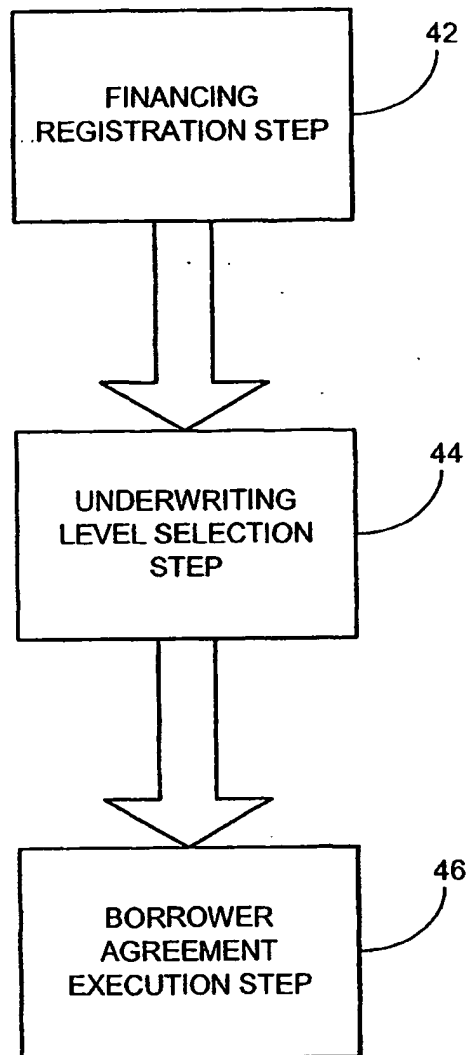 42
FINANCING
REGISTRATION STEP
44
UNDERWRITING
LEVEL SELECTION
STEP
46
BORROWER
AGREEMENT
EXECUTION STEP